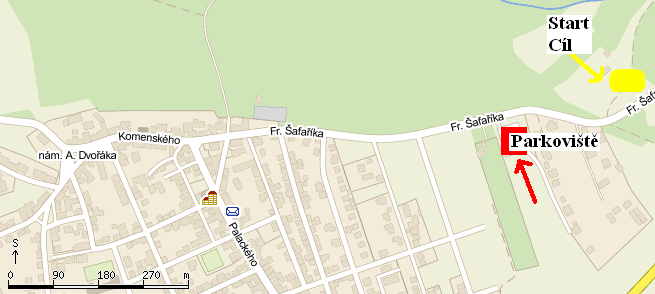 Start
Cíl
Fr. Šafaříka
Fr. Šafaříka
Parkoviště
Fr. Šafaříka
Komenského
nám. A. Dvořáka
Palackého
S
0 90 180 270 m